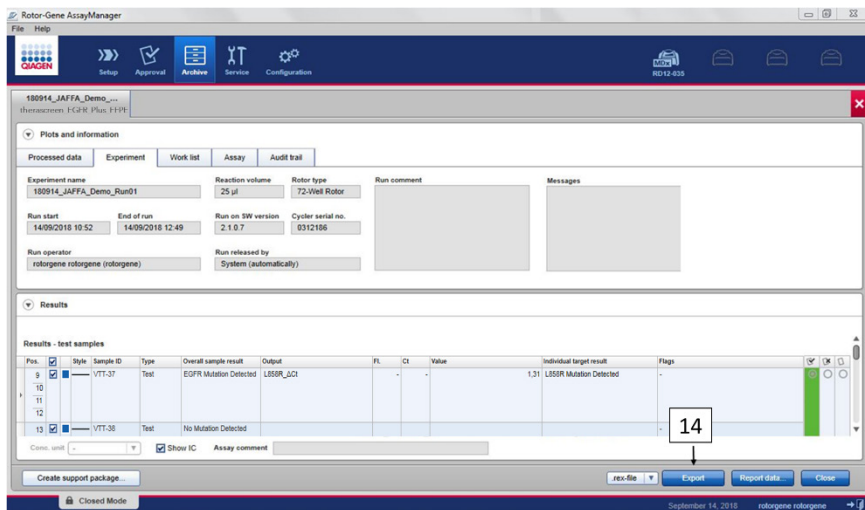 Rotor-Gene AssayManager
File Help
QIAGEN
Setup Approval Archive Service Configuration
MDx
RD12-035
180914_JAFFA_Demo_...
therascreen EGFR Plus FFPE
Plots and information
Processed data Experiment Work list Assay Audit trail
Experiment name Reaction volume Rotor type Run comment Messages
180914_JAFFA_Demo_Run01 25 µl 72-Well Rotor
Run start End of run Run on SW version Cycler serial no.
14/09/2018 10:52 14/09/2018 12:49 2.1.0.7 0312186
Run operator Run released by
rotorgene rotorgene (rotorgene) System (automatically)
Results
Results - test samples
Pos. Style Sample ID Type Overall sample result Output Fl. Ct Value Individual target result Flags
9 VTT-37 Test EGFR Mutation Detected L858R_ΔCt - - 1,31 L858R Mutation Detected -
10
11
12
13 VTT-38 Test No Mutation Detected -
Conc. unit - Show IC Assay comment
14
Create support package... .rex-file Export Report data... Close
Closed Mode
September 14, 2018 rotorgene rotorgene